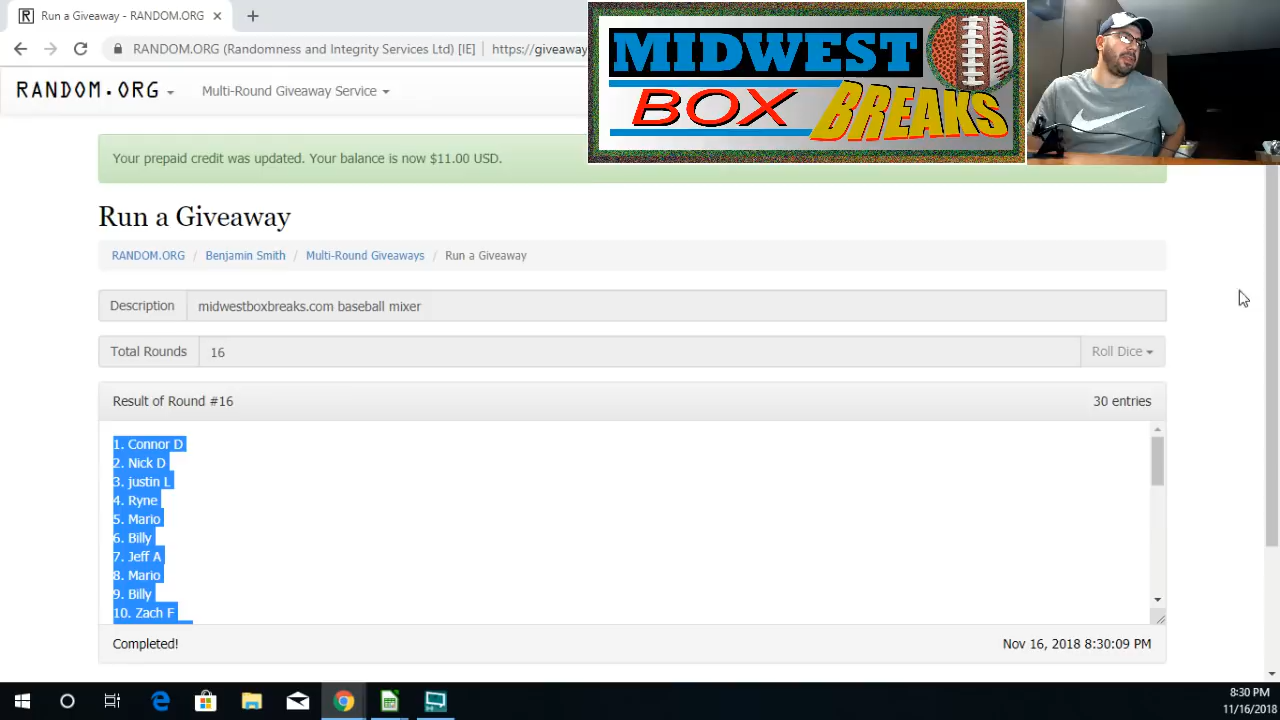 Run a Giveaway - RANDOM.ORG
RANDOM.ORG (Randomness and Integrity Services Ltd) [IE]
https://giveaway
MIDWEST
BOX BREAKS
RANDOM.ORG
Multi-Round Giveaway Service
Your prepaid credit was updated. Your balance is now $11.00 USD.
Run a Giveaway
RANDOM.ORG / Benjamin Smith / Multi-Round Giveaways / Run a Giveaway
Description midwestboxbreaks.com baseball mixer
Total Rounds 16 Roll Dice
Result of Round #16 30 entries
1. Connor D
2. Nick D
3. justin L
4. Ryne
5. Mario
6. Billy
7. Jeff A
8. Mario
9. Billy
10. Zach F
Completed! Nov 16, 2018 8:30:09 PM
8:30 PM
11/16/2018